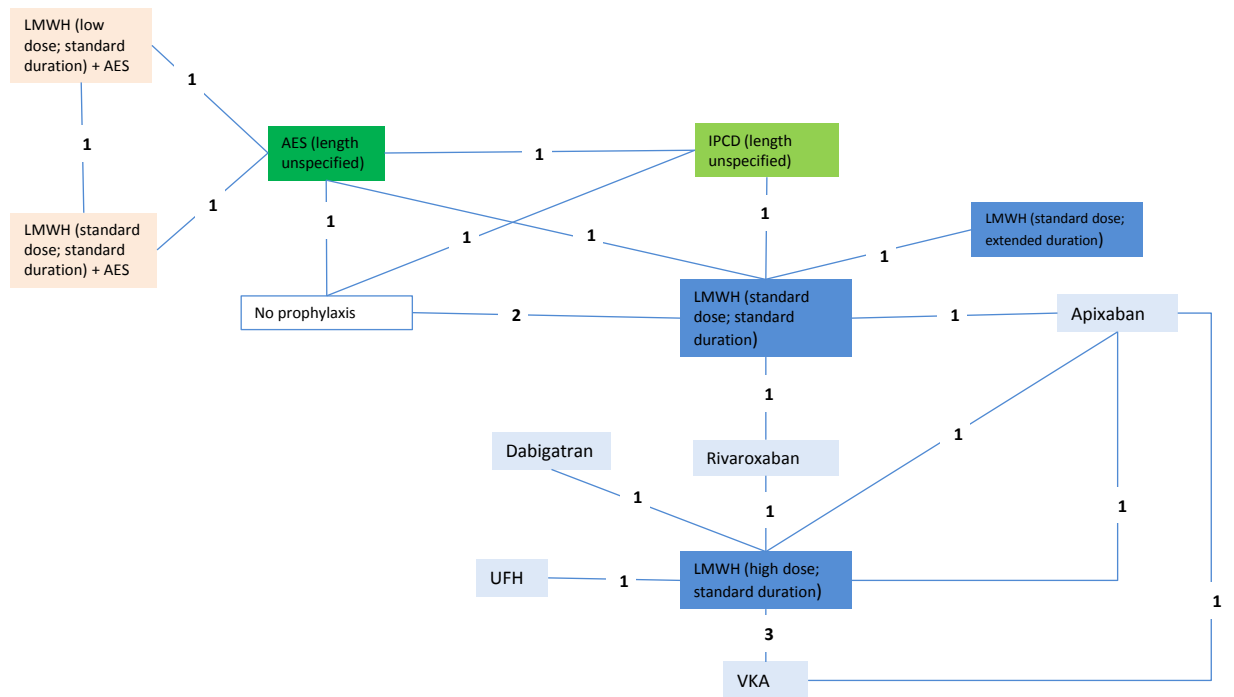 LMWH (low
dose; standard
duration) + AES
1
1
AES (length
unspecified)
1
IPCD (length
unspecified)
1
LMWH (standard
dose; standard
duration) + AES
1
1
1
1
1
LMWH (standard dose;
extended duration)
1
No prophylaxis
2
LMWH (standard
dose; standard
duration)
1
Apixaban
1
Dabigatran
Rivaroxaban
1
1
1
1
UFH
1
LMWH (high dose;
standard duration)
1
3
VKA